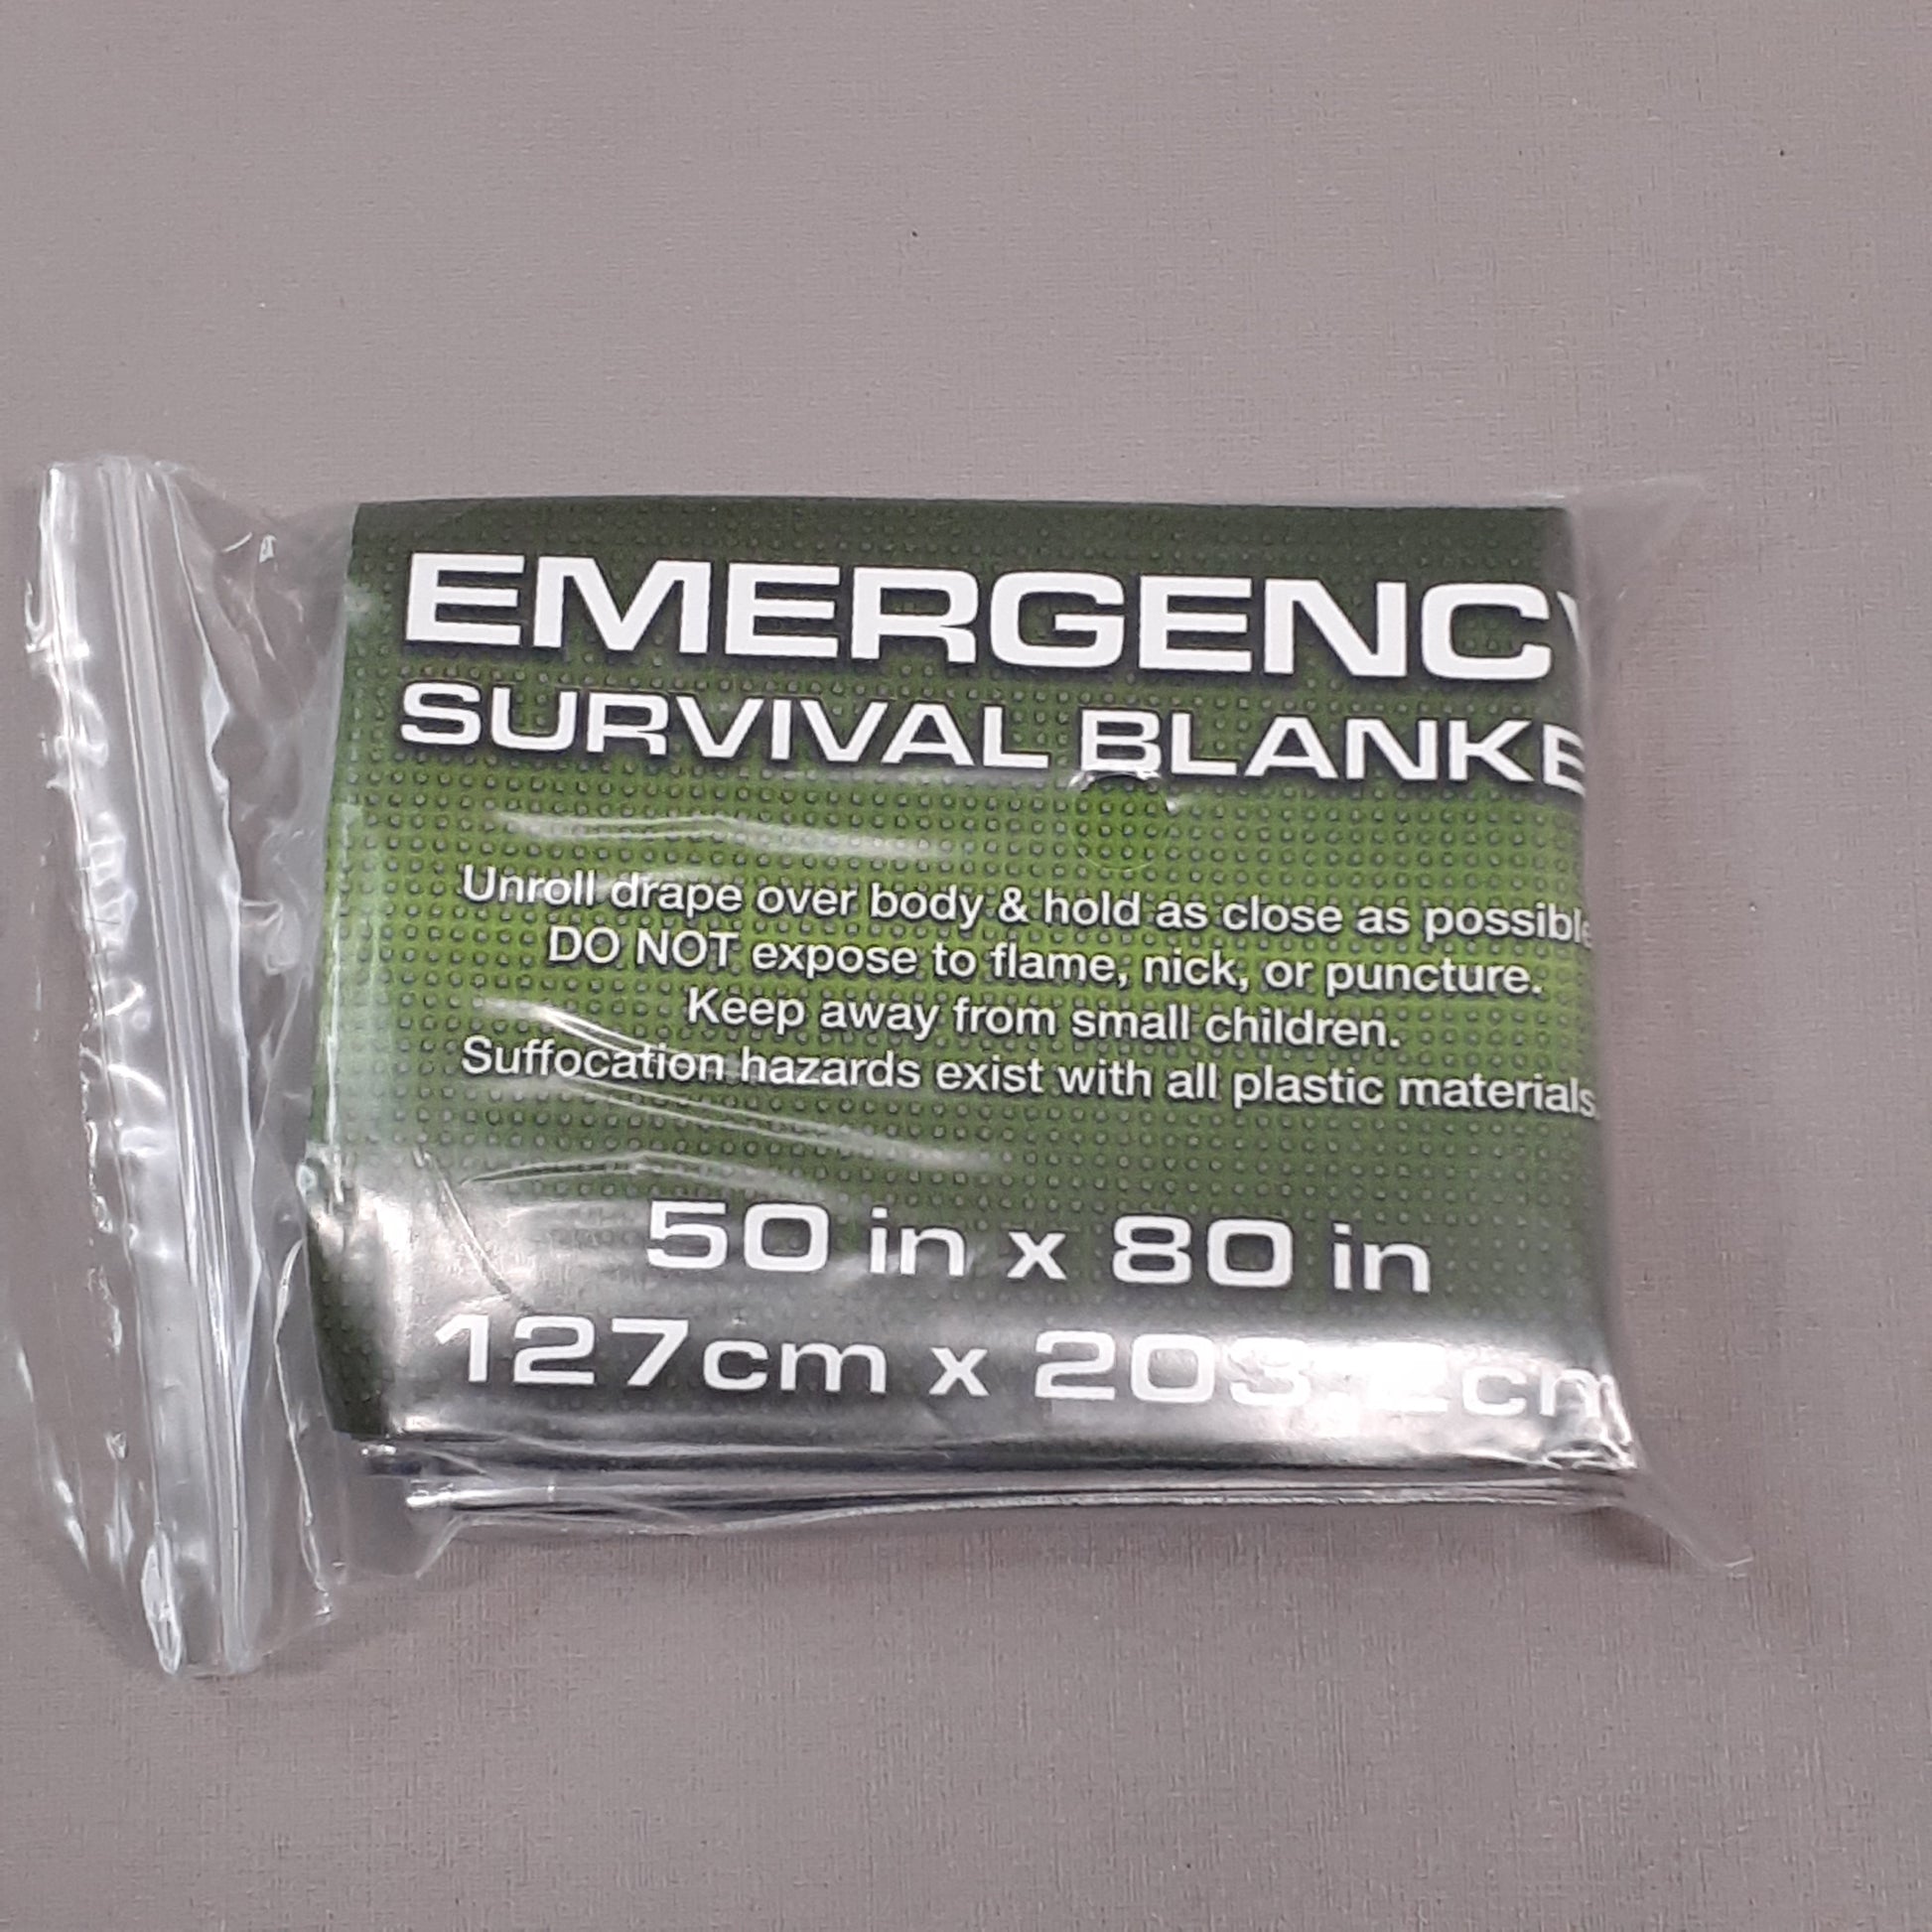 EMERGENCY
SURVIVAL BLANKE
Unroll drape over body & hold as close as possible
DO NOT expose to flame, nick, or puncture.
Keep away from small children.
Suffocation hazards exist with all plastic materials.
50 in x 80 in
127cm x 203.2cm